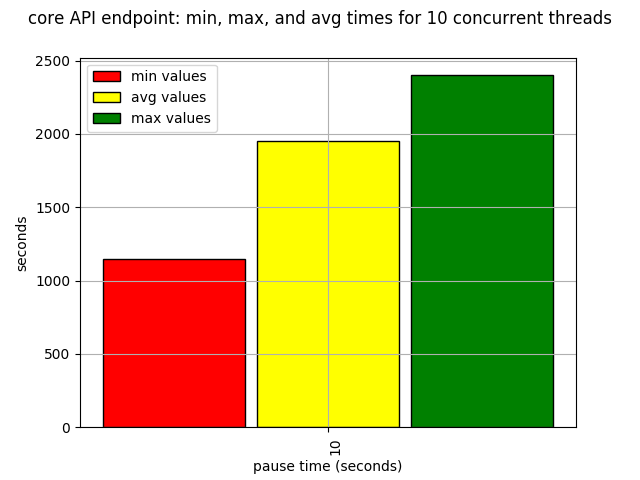 core API endpoint: min, max, and avg times for 10 concurrent threads
min values
avg values
max values
2500
2000
1500
1000
500
0
seconds
10
pause time (seconds)